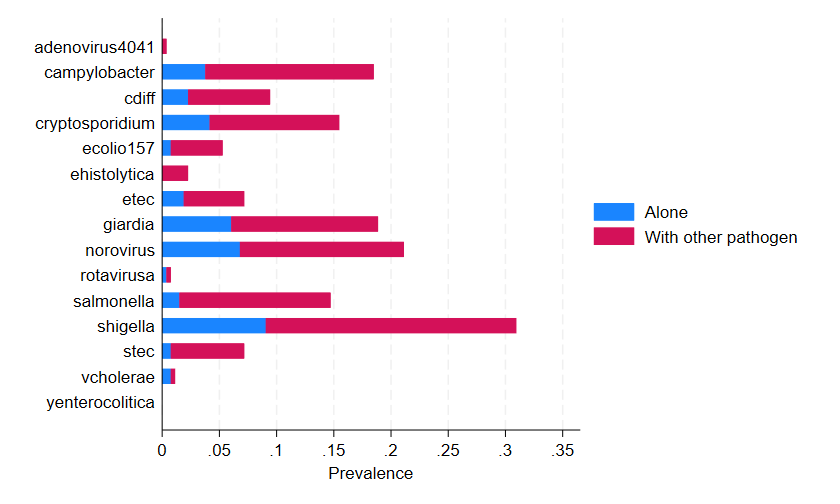 adenovirus4041
campylobacter
cdiff
cryptosporidium
ecolio157
ehistolytica
etec
giardia
norovirus
rotavirusa
salmonella
shigella
stec
vcholerae
yenterocolitica
0 .05 .1 .15 .2 .25 .3 .35
Prevalence
Alone
With other pathogen